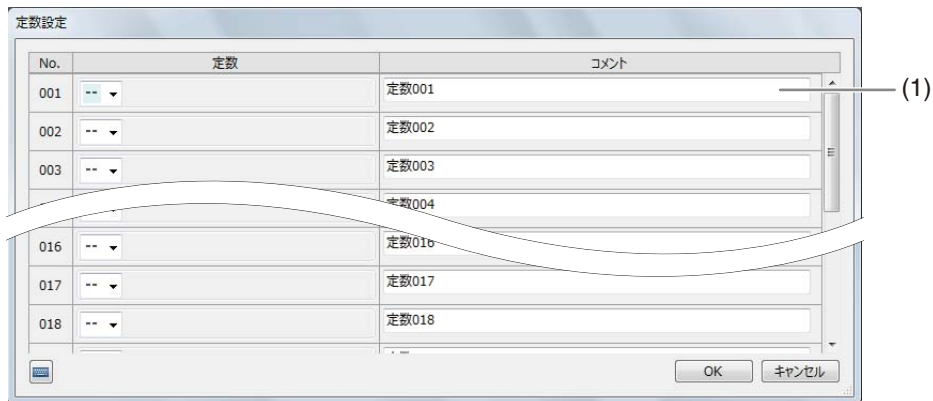 定数設定
No. 定数 コメント
001 -- 定数001 (1)
002 -- 定数002
003 -- 定数003
定数004
016 -- 定数016
017 -- 定数017
018 -- 定数018
OK キャンセル